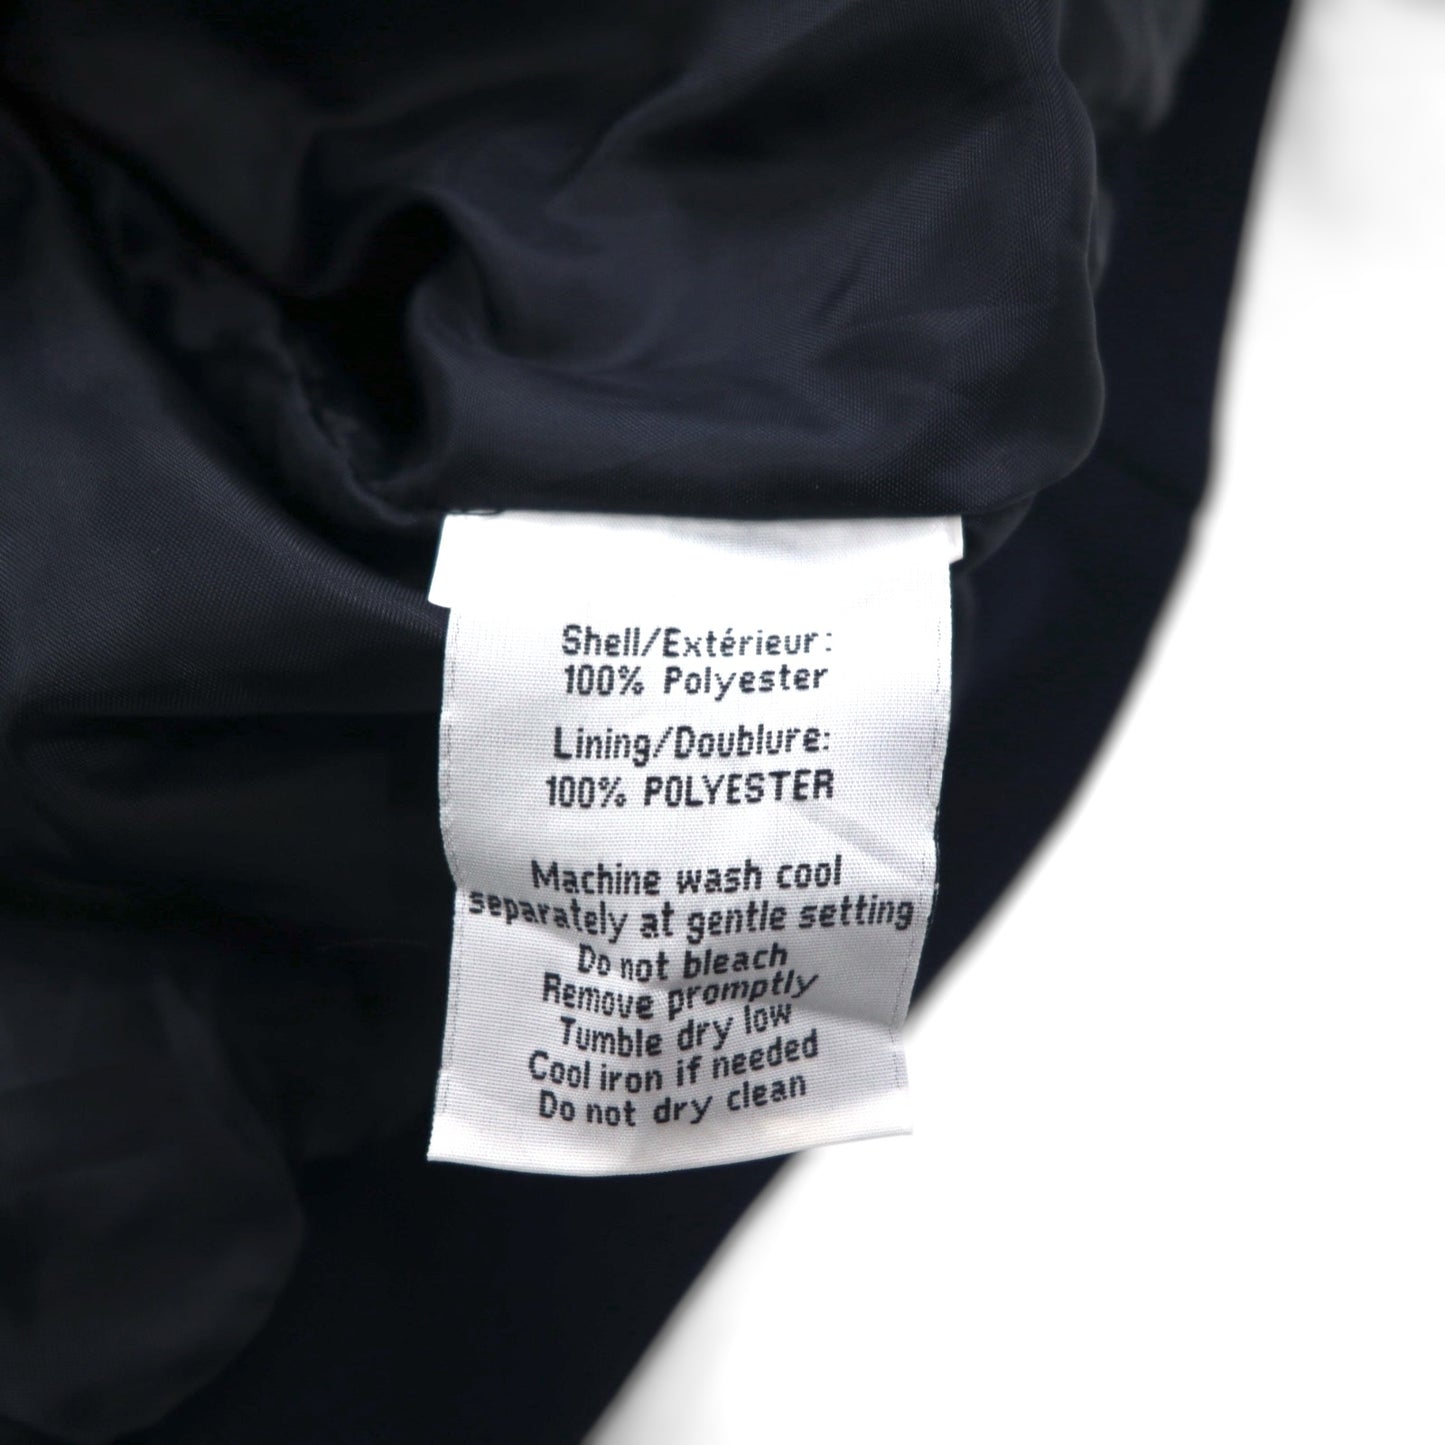 Shell/Extérieur:
100% Polyester
Lining/Doublure:
100% POLYESTER
Machine wash cool
separately at gentle setting
Do not bleach
Remove promptly
Tumble dry low
Cool iron if needed
Do not dry clean